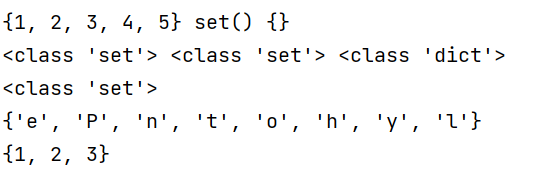 {1, 2, 3, 4, 5} set() {}
<class 'set'> <class 'set'> <class 'dict'>
<class 'set'>
{'e', 'P', 'n', 't', 'o', 'h', 'y', 'l'}
{1, 2, 3}